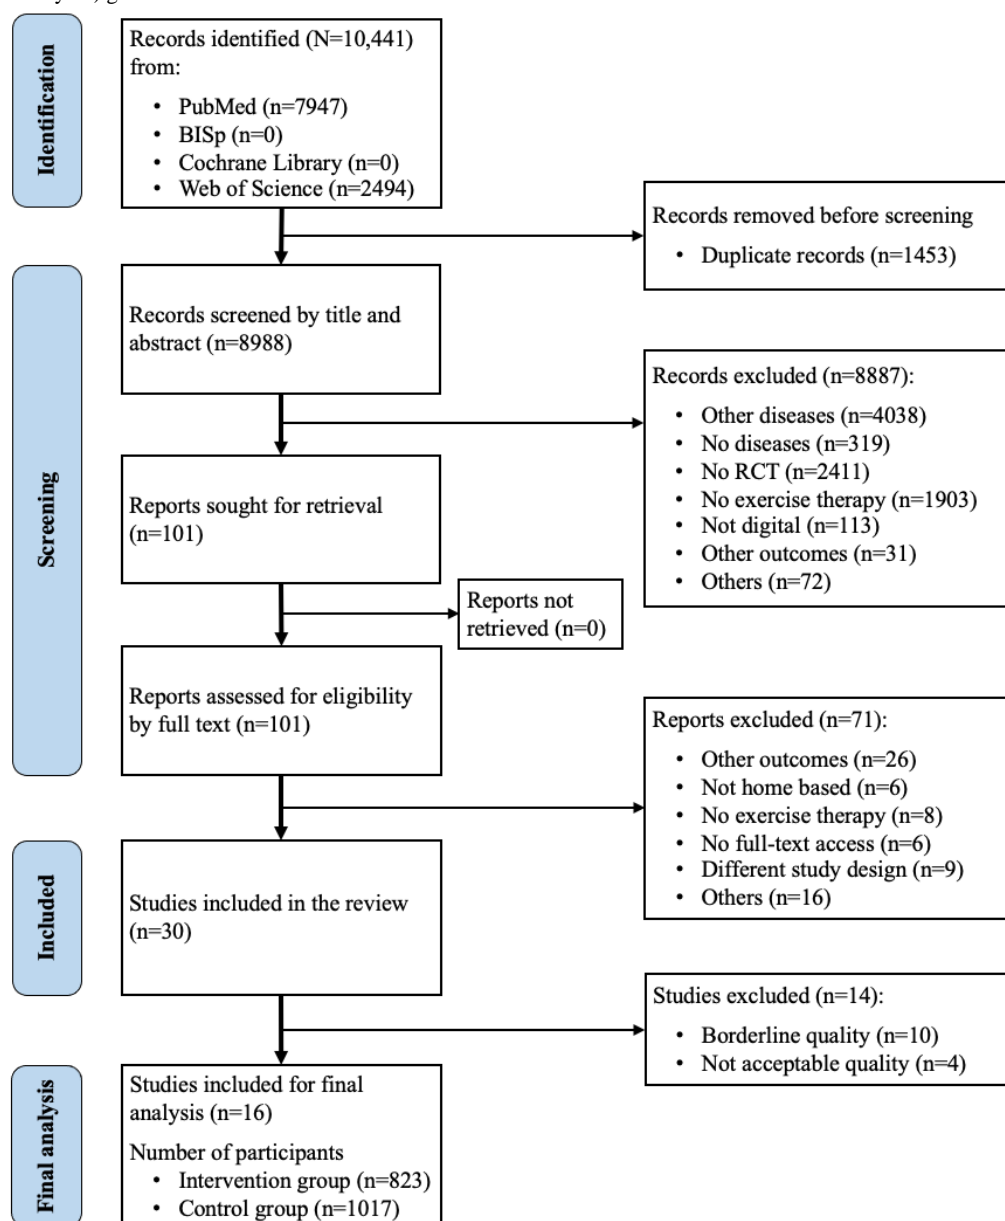 Identification
Records identified (N=10,441)
from:
• PubMed (n=7947)
• BISp (n=0)
• Cochrane Library (n=0)
• Web of Science (n=2494)
Records removed before screening
• Duplicate records (n=1453)
Screening
Records screened by title and
abstract (n=8988)
Records excluded (n=8887):
• Other diseases (n=4038)
• No diseases (n=319)
• No RCT (n=2411)
• No exercise therapy (n=1903)
• Not digital (n=113)
• Other outcomes (n=31)
• Others (n=72)
Reports sought for retrieval
(n=101)
Reports not
retrieved (n=0)
Reports assessed for eligibility
by full text (n=101)
Reports excluded (n=71):
• Other outcomes (n=26)
• Not home based (n=6)
• No exercise therapy (n=8)
• No full-text access (n=6)
• Different study design (n=9)
• Others (n=16)
Included
Studies included in the review
(n=30)
Studies excluded (n=14):
• Borderline quality (n=10)
• Not acceptable quality (n=4)
Final analysis
Studies included for final
analysis (n=16)
Number of participants
• Intervention group (n=823)
• Control group (n=1017)